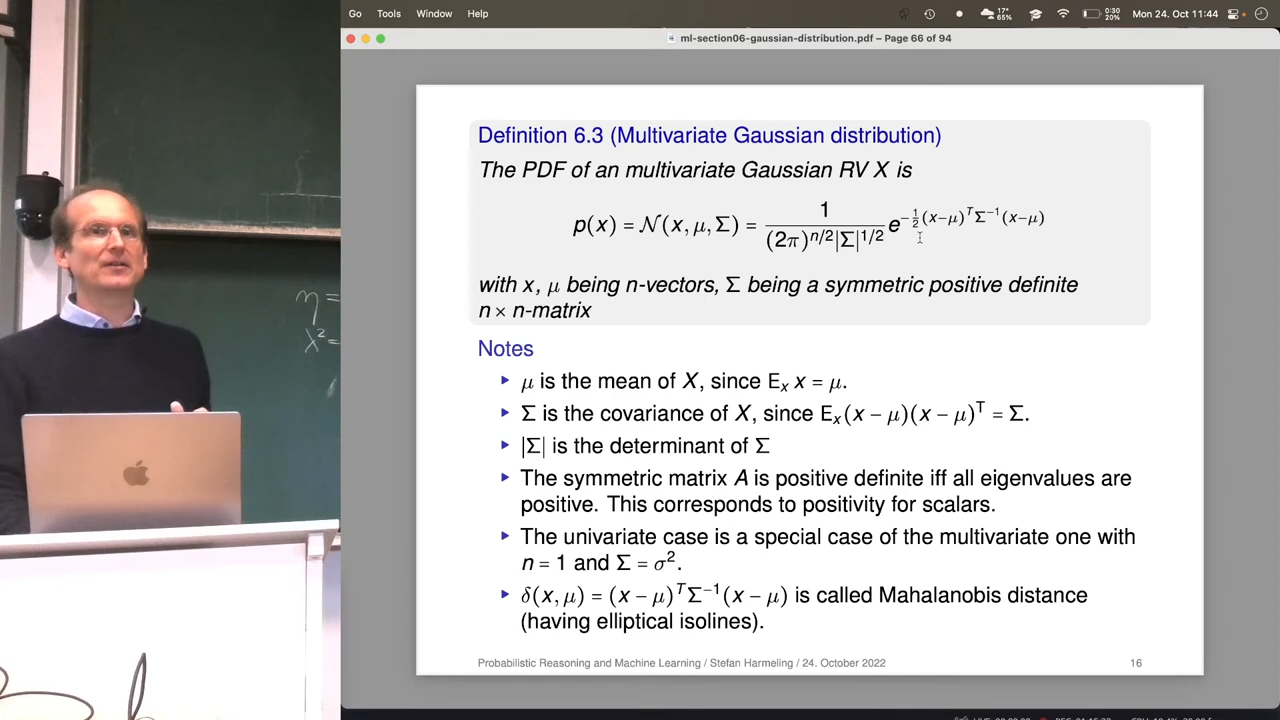 Go Tools Window Help
17° 65%
0:30 20%
Mon 24. Oct 11:44
ml-section06-gaussian-distribution.pdf – Page 66 of 94
Definition 6.3 (Multivariate Gaussian distribution)
The PDF of an multivariate Gaussian RV X is
p(x) = 𝒩(x, μ, Σ) = 1/((2π)^{n/2}|Σ|^{1/2}) e^{-½(x−μ)^T Σ^{−1}(x−μ)}
with x, μ being n-vectors, Σ being a symmetric positive definite
n × n-matrix
Notes
▸ μ is the mean of X, since E_x x = μ.
▸ Σ is the covariance of X, since E_x(x − μ)(x − μ)^T = Σ.
▸ |Σ| is the determinant of Σ
▸ The symmetric matrix A is positive definite iff all eigenvalues are
positive. This corresponds to positivity for scalars.
▸ The univariate case is a special case of the multivariate one with
n = 1 and Σ = σ².
▸ δ(x, μ) = (x − μ)^T Σ^{−1}(x − μ) is called Mahalanobis distance
(having elliptical isolines).
Probabilistic Reasoning and Machine Learning / Stefan Harmeling / 24. October 2022
16
η =
x² =